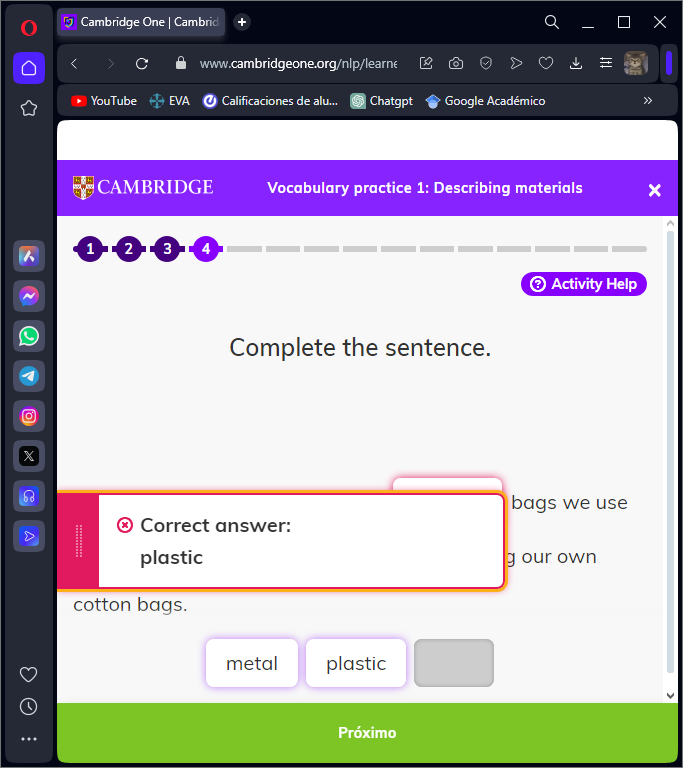 Cambridge One | Cambrid
www.cambridgeone.org/nlp/learne
YouTube EVA Calificaciones de alu... Chatgpt Google Académico
CAMBRIDGE
Vocabulary practice 1: Describing materials
1 2 3 4
Activity Help
Complete the sentence.
bags we use
Correct answer:
plastic
g our own
cotton bags.
metal plastic
Próximo